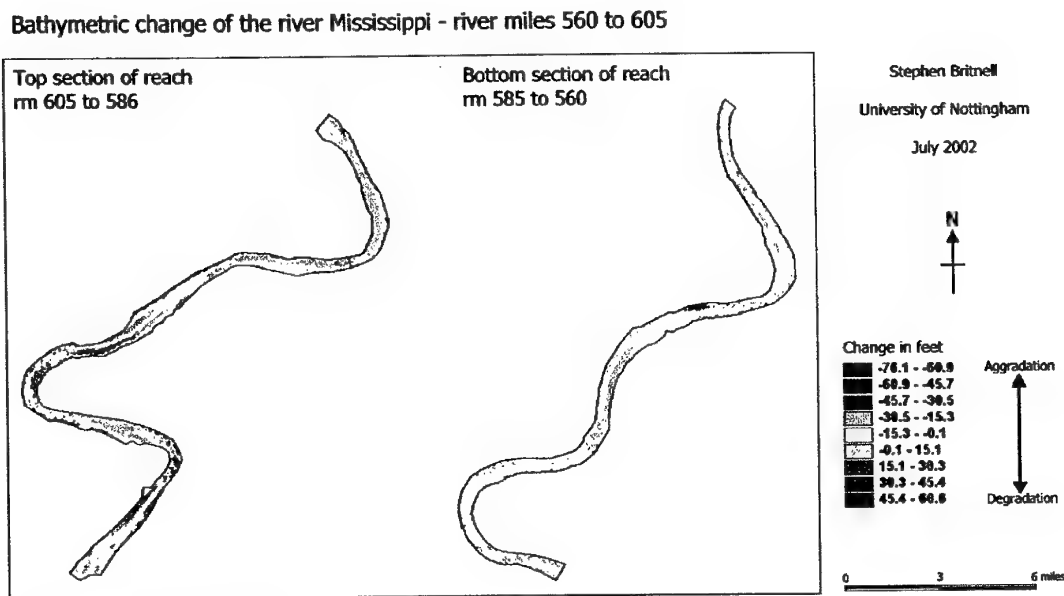 Bathymetric change of the river Mississippi - river miles 560 to 605
Top section of reach
rm 605 to 586
Bottom section of reach
rm 585 to 560
Stephen Britnell
University of Nottingham
July 2002
N
Change in feet
-76.1 - -60.9
-60.9 - -45.7
-45.7 - -30.5
-30.5 - -15.3
-15.3 - -0.1
-0.1 - 15.1
15.1 - 30.3
30.3 - 45.4
45.4 - 60.6
Aggradation
Degradation
0 3 6 miles